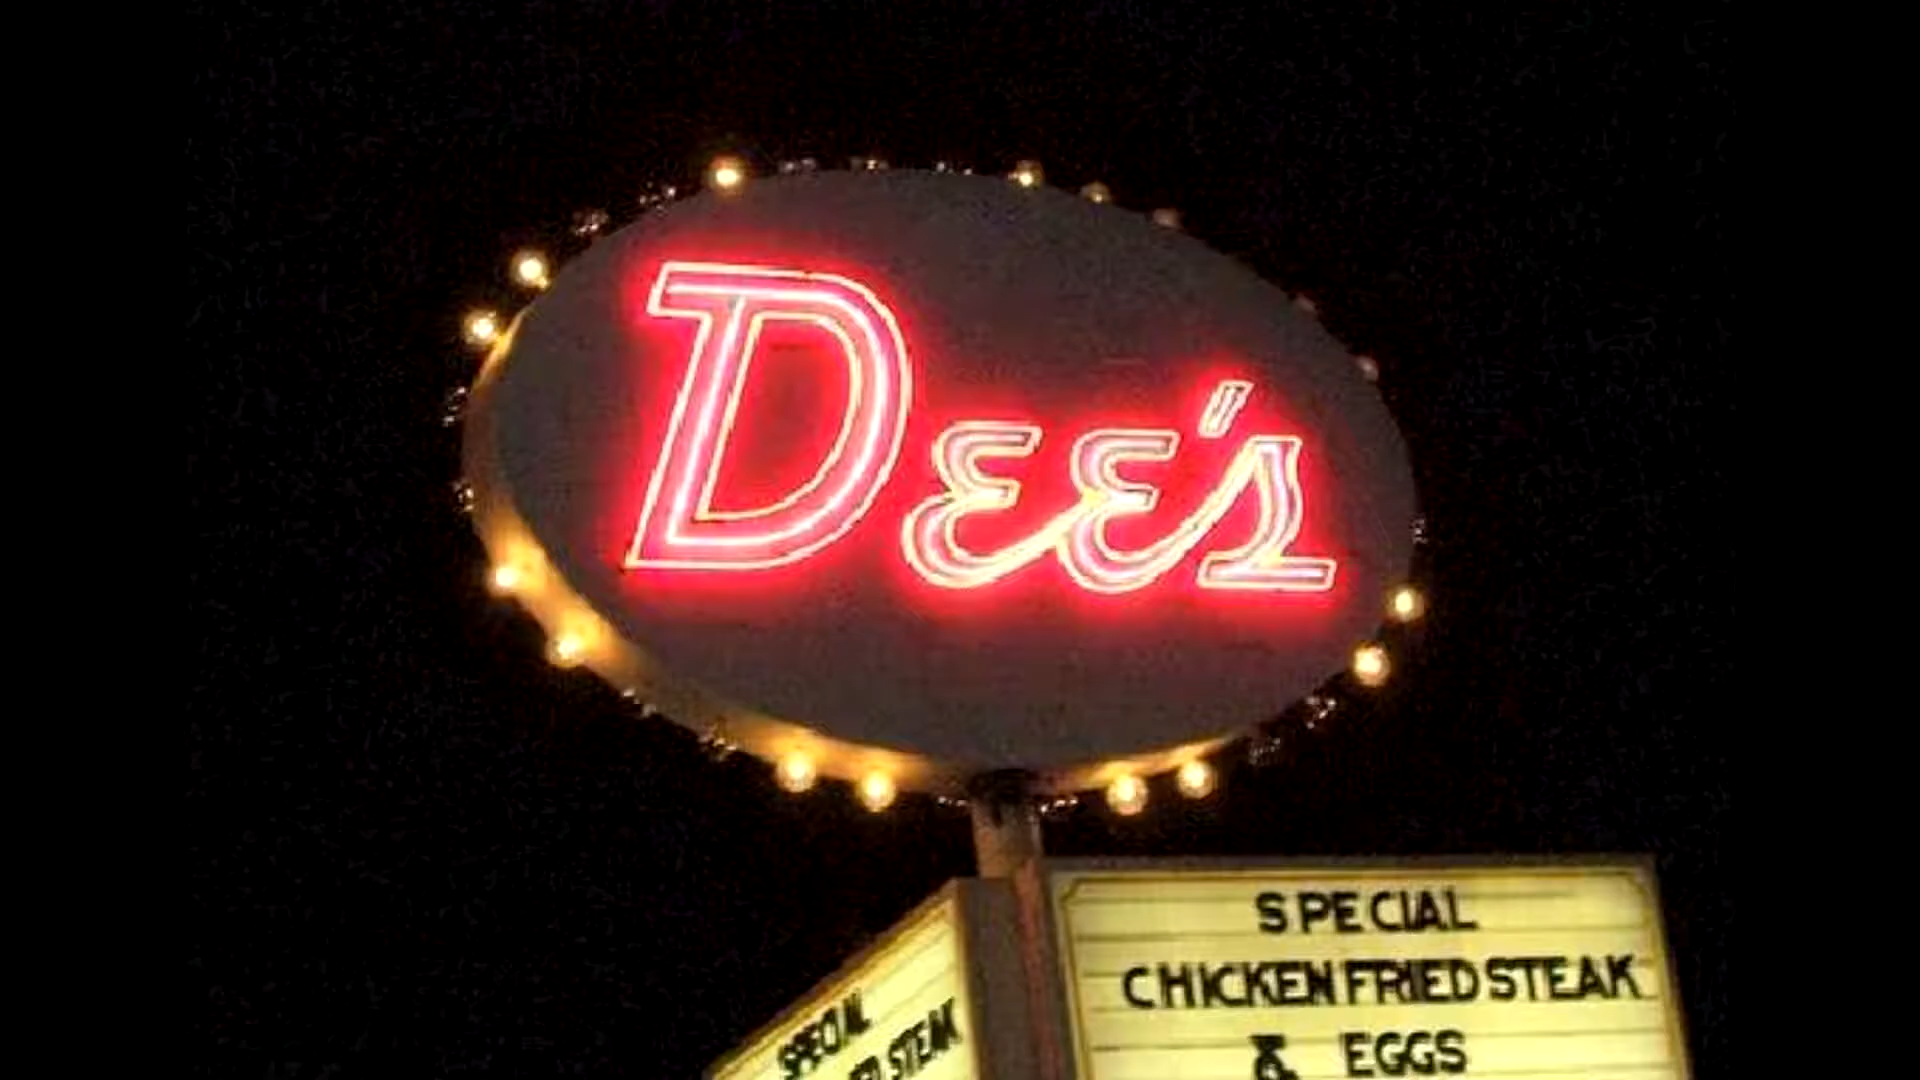 Dee's
SPECIAL
CHICKEN FRIED STEAK
& EGGS
SPECIAL
STEAK